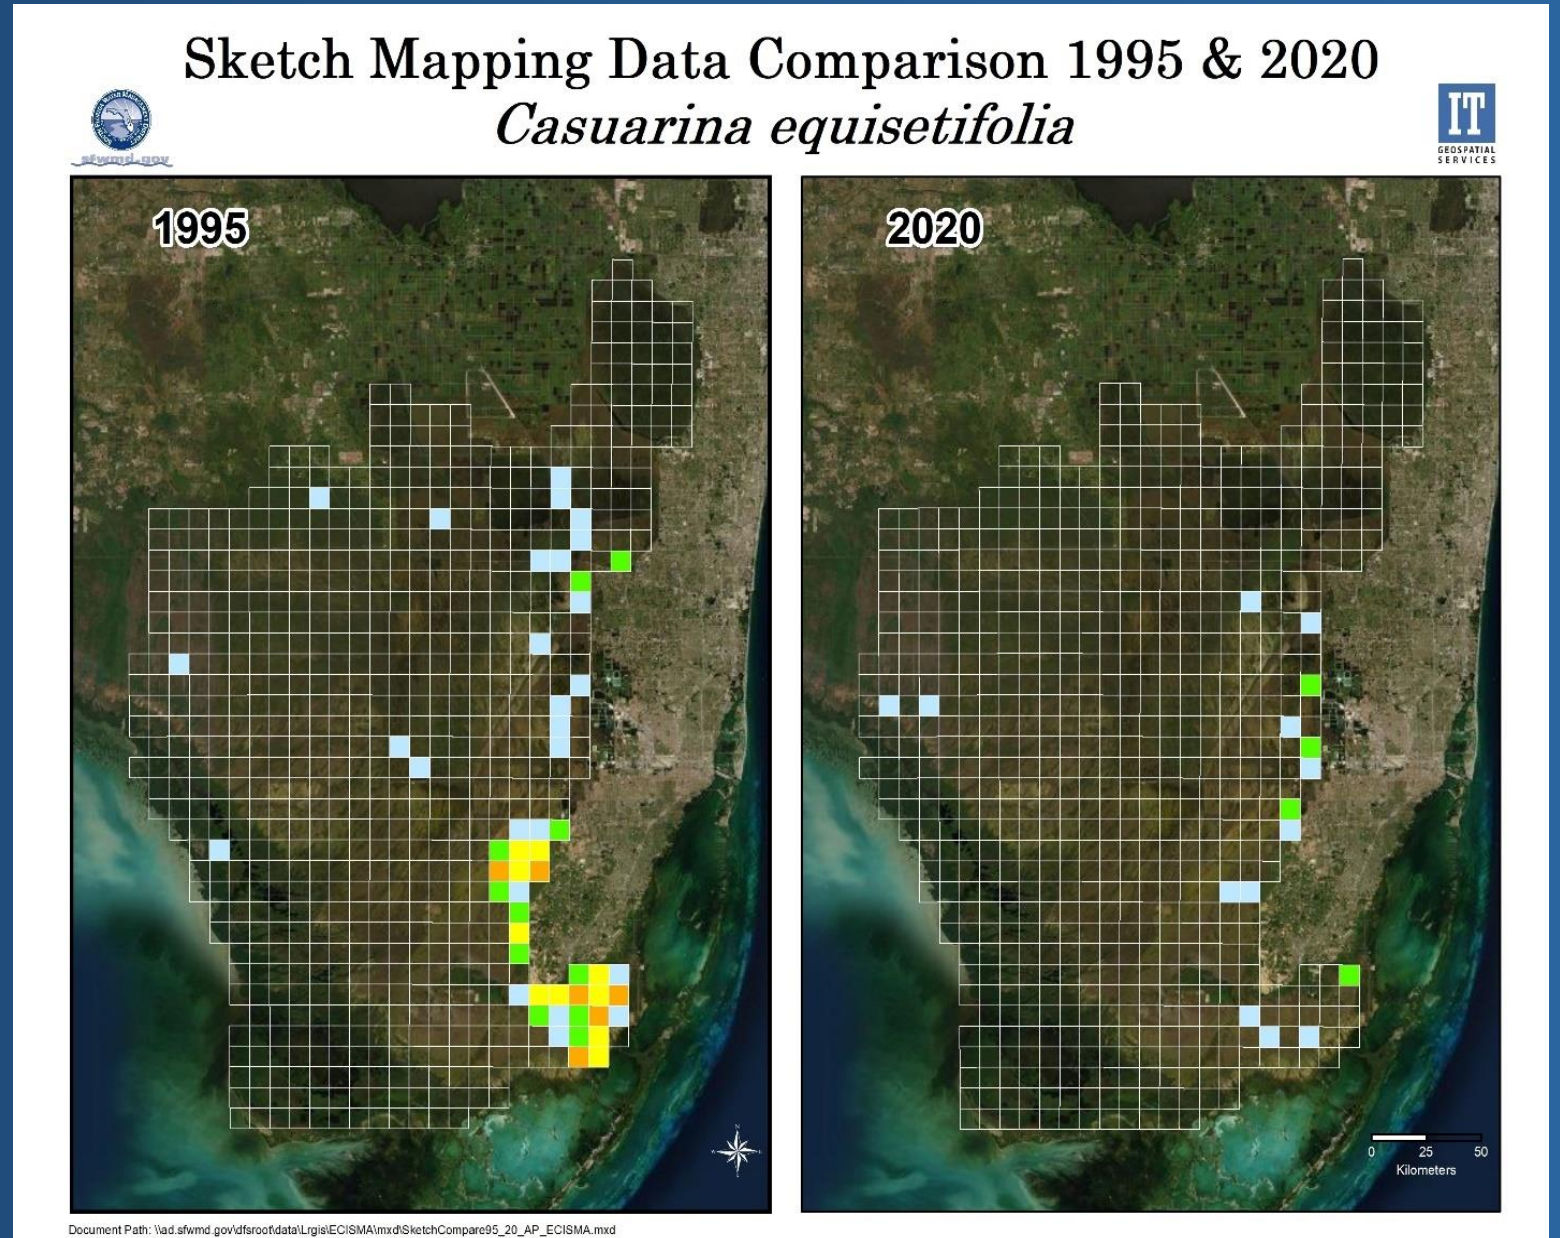 Sketch Mapping Data Comparison 1995 & 2020
Casuarina equisetifolia
sfwmd.gov
IT
GEOSPATIAL
SERVICES
1995
2020
N
0 25 50
Kilometers
Document Path: \\ad.sfwmd.gov\dfsroot\data\Lrgis\ECISMA\mxd\SketchCompare95_20_AP_ECISMA.mxd